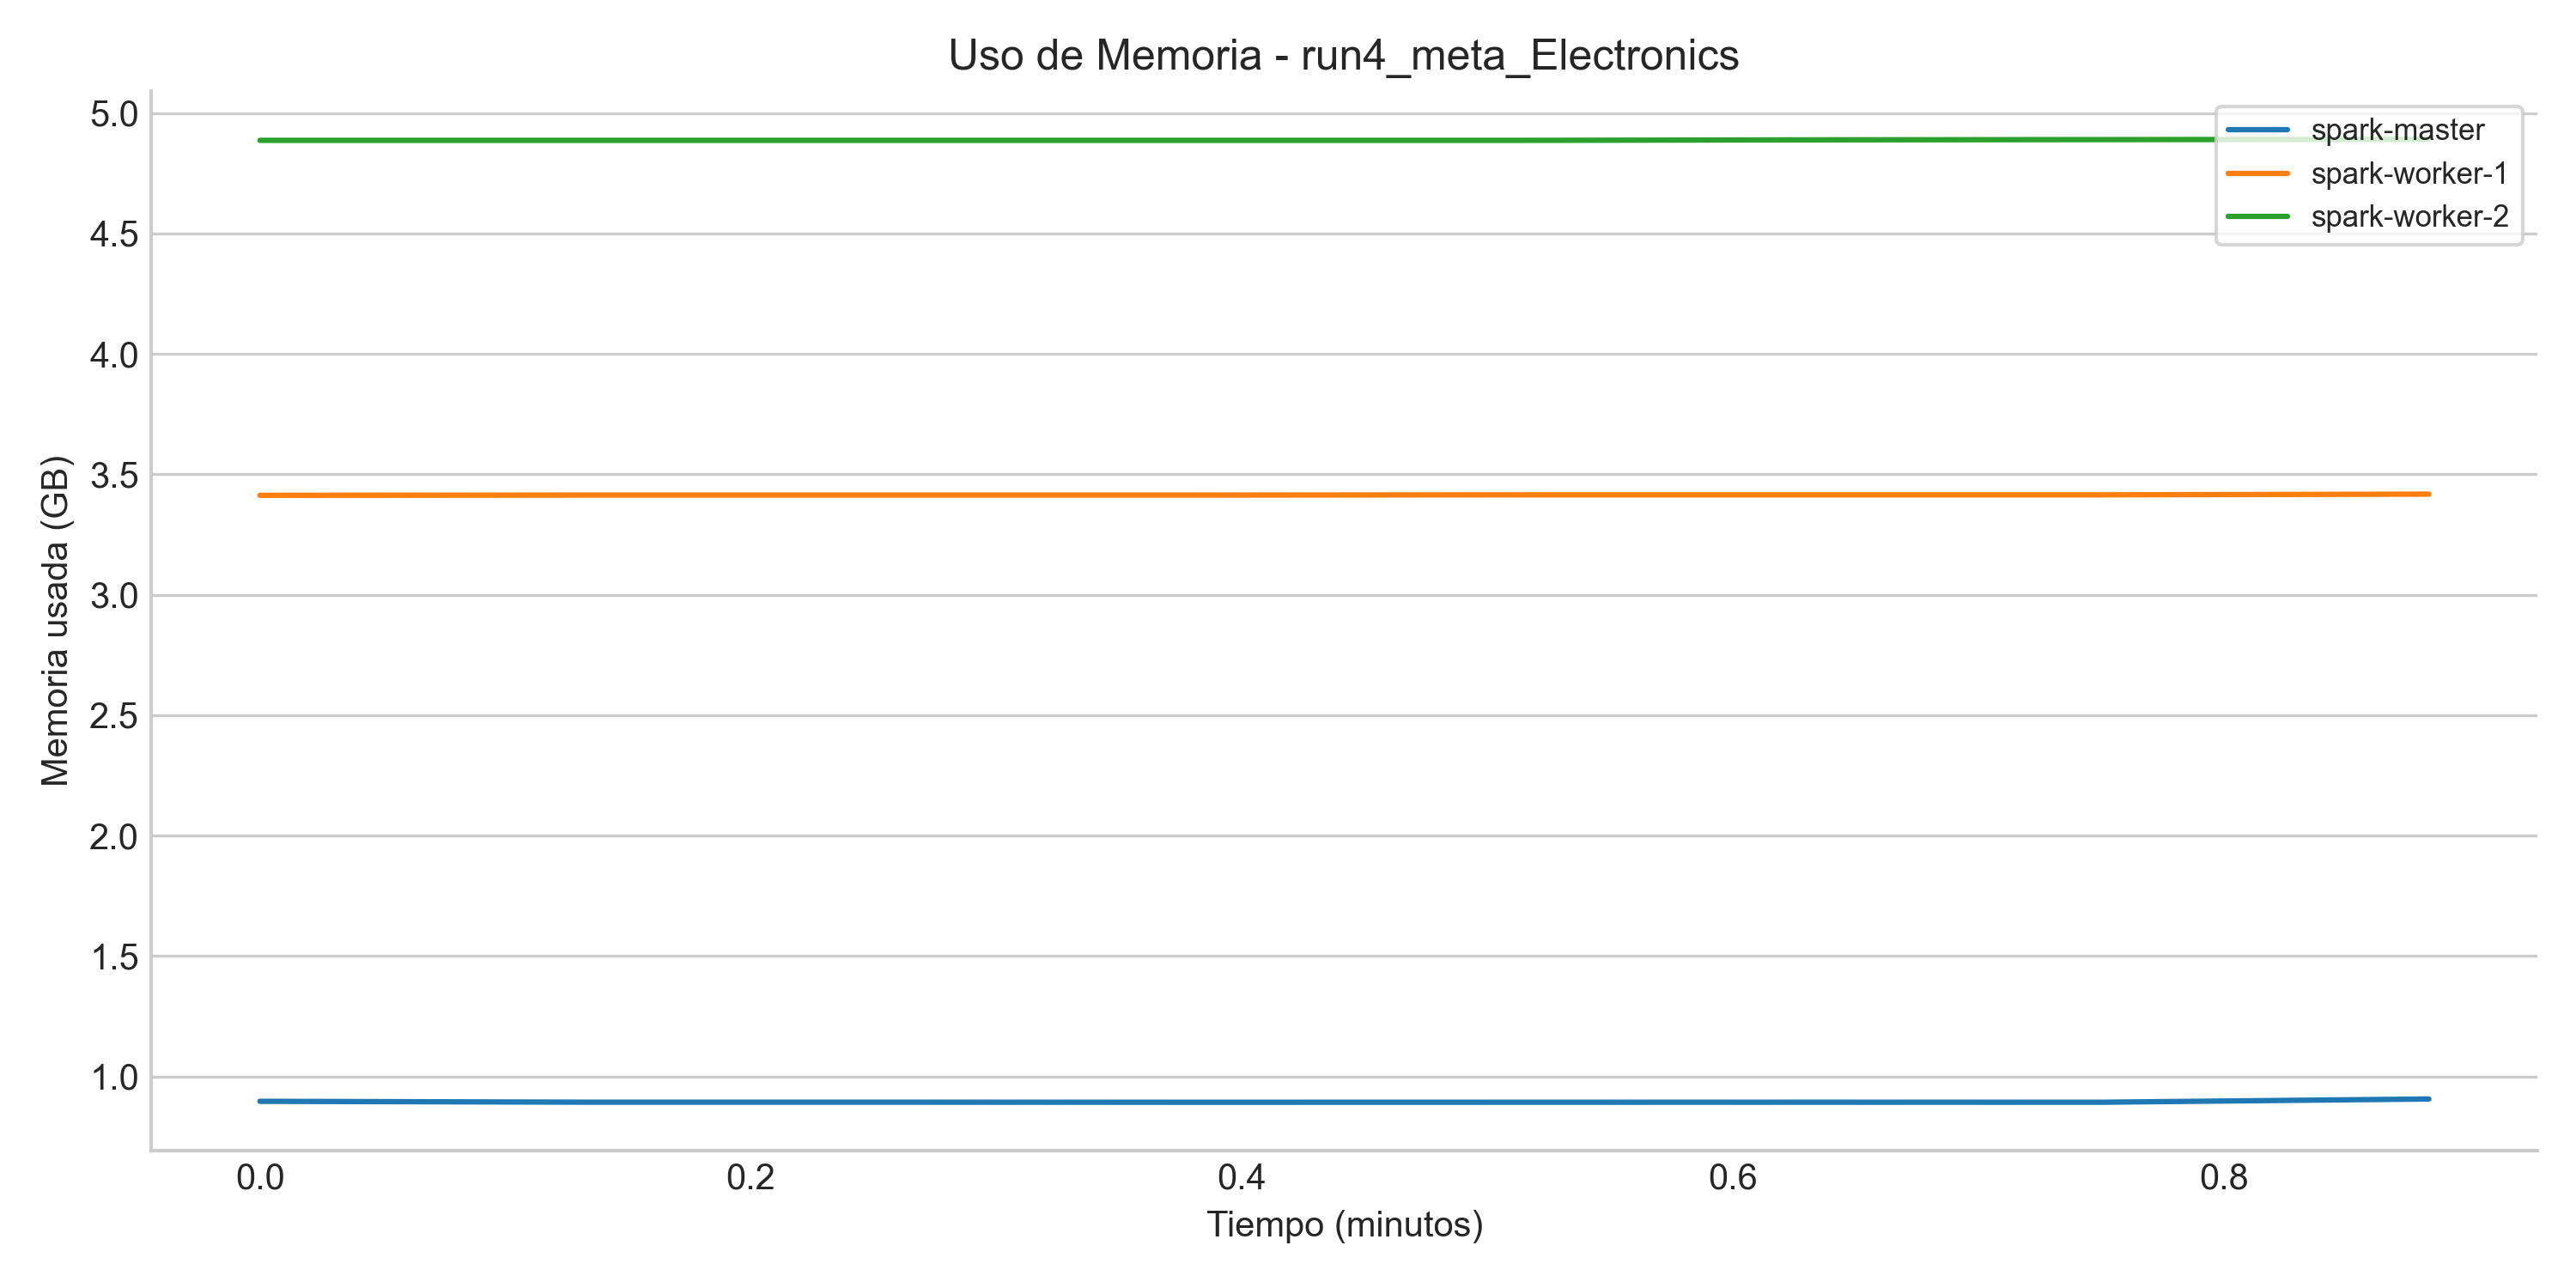 Uso de Memoria - run4_meta_Electronics
spark-master
spark-worker-1
spark-worker-2
Memoria usada (GB)
5.0
4.5
4.0
3.5
3.0
2.5
2.0
1.5
1.0
0.0 0.2 0.4 0.6 0.8
Tiempo (minutos)